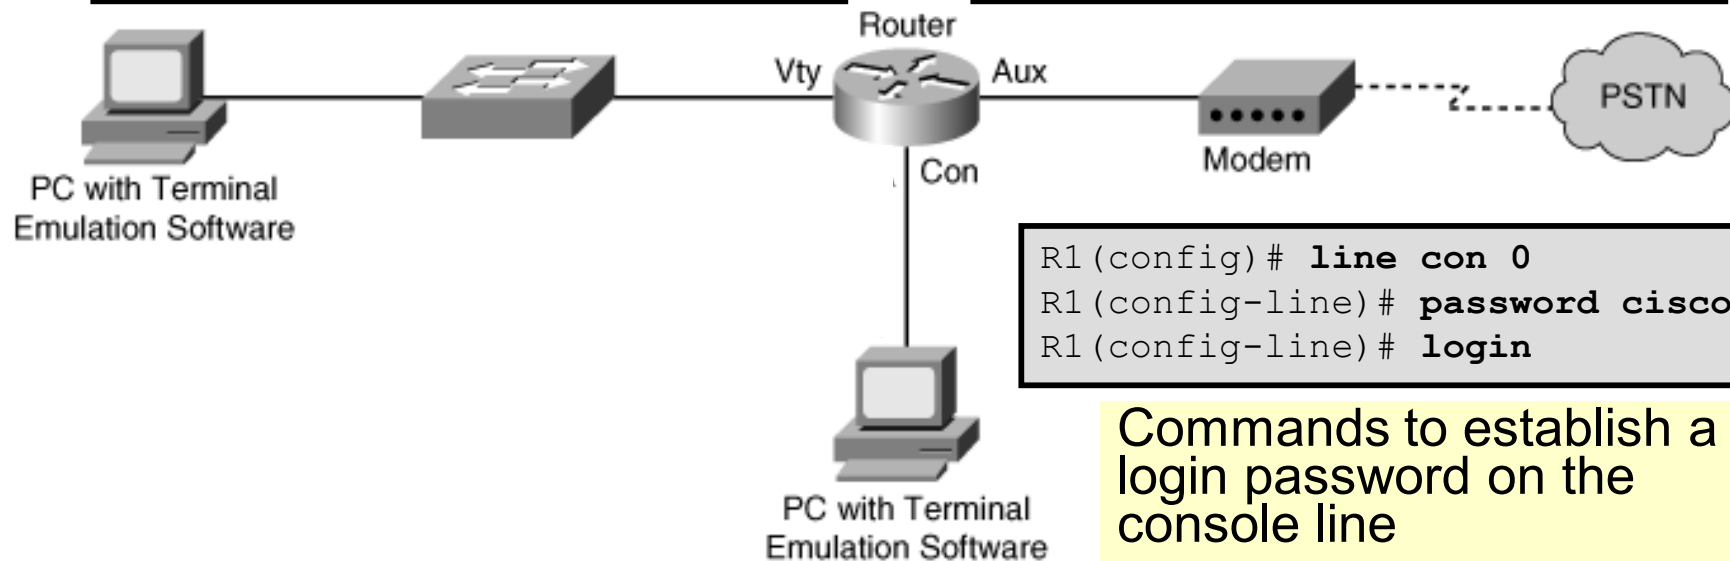 Router
Vty
Aux
PSTN
Con
Modem
PC with Terminal
Emulation Software
R1(config)# line con 0
R1(config-line)# password cisco
R1(config-line)# login
Commands to establish a
login password on the
console line
PC with Terminal
Emulation Software